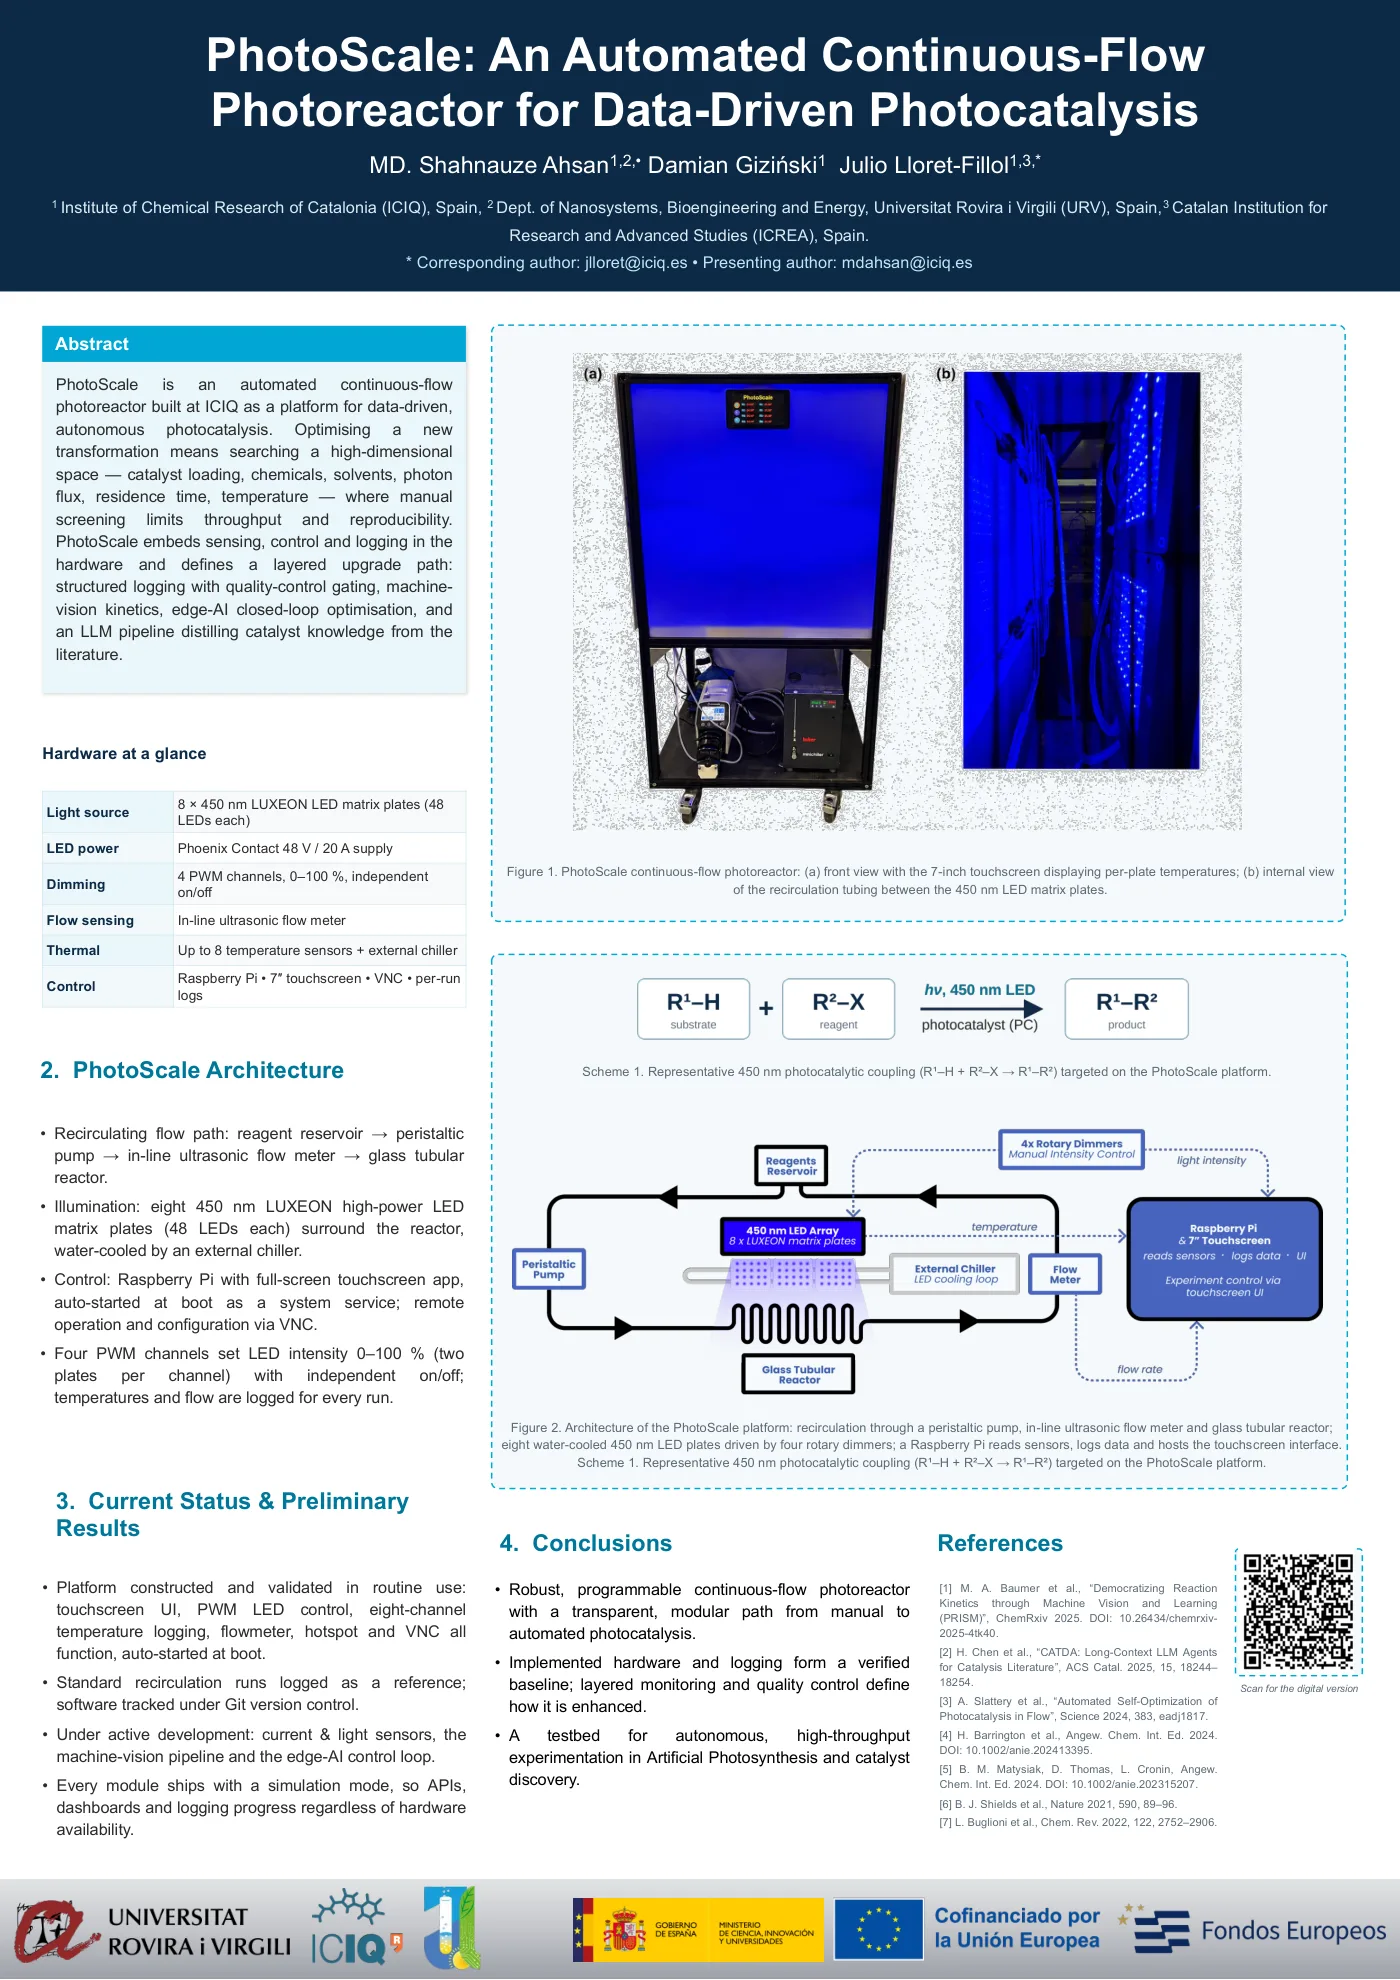 PhotoScale: An Automated Continuous-Flow
Photoreactor for Data-Driven Photocatalysis
MD. Shahnauze Ahsan1,2,• Damian Giziński1 Julio Lloret-Fillol1,3,*
1 Institute of Chemical Research of Catalonia (ICIQ), Spain, 2 Dept. of Nanosystems, Bioengineering and Energy, Universitat Rovira i Virgili (URV), Spain,3 Catalan Institution for
Research and Advanced Studies (ICREA), Spain.
* Corresponding author: jlloret@iciq.es • Presenting author: mdahsan@iciq.es
Abstract
PhotoScale is an automated continuous-flow
photoreactor built at ICIQ as a platform for data-driven,
autonomous photocatalysis. Optimising a new
transformation means searching a high-dimensional
space — catalyst loading, chemicals, solvents, photon
flux, residence time, temperature — where manual
screening limits throughput and reproducibility.
PhotoScale embeds sensing, control and logging in the
hardware and defines a layered upgrade path:
structured logging with quality-control gating, machine-
vision kinetics, edge-AI closed-loop optimisation, and
an LLM pipeline distilling catalyst knowledge from the
literature.
Hardware at a glance
Light source
8 × 450 nm LUXEON LED matrix plates (48
LEDs each)
LED power
Phoenix Contact 48 V / 20 A supply
Dimming
4 PWM channels, 0–100 %, independent
on/off
Flow sensing
In-line ultrasonic flow meter
Thermal
Up to 8 temperature sensors + external chiller
Control
Raspberry Pi • 7″ touchscreen • VNC • per-run
logs
2. PhotoScale Architecture
• Recirculating flow path: reagent reservoir → peristaltic
pump → in-line ultrasonic flow meter → glass tubular
reactor.
• Illumination: eight 450 nm LUXEON high-power LED
matrix plates (48 LEDs each) surround the reactor,
water-cooled by an external chiller.
• Control: Raspberry Pi with full-screen touchscreen app,
auto-started at boot as a system service; remote
operation and configuration via VNC.
• Four PWM channels set LED intensity 0–100 % (two
plates per channel) with independent on/off;
temperatures and flow are logged for every run.
3. Current Status & Preliminary
Results
• Platform constructed and validated in routine use:
touchscreen UI, PWM LED control, eight-channel
temperature logging, flowmeter, hotspot and VNC all
function, auto-started at boot.
• Standard recirculation runs logged as a reference;
software tracked under Git version control.
• Under active development: current & light sensors, the
machine-vision pipeline and the edge-AI control loop.
• Every module ships with a simulation mode, so APIs,
dashboards and logging progress regardless of hardware
availability.
(a)
PhotoScale
huber
minichiller
(b)
Figure 1. PhotoScale continuous-flow photoreactor: (a) front view with the 7-inch touchscreen displaying per-plate temperatures; (b) internal view
of the recirculation tubing between the 450 nm LED matrix plates.
R¹–H
substrate
+
R²–X
reagent
hν, 450 nm LED
photocatalyst (PC)
R¹–R²
product
Scheme 1. Representative 450 nm photocatalytic coupling (R¹–H + R²–X → R¹–R²) targeted on the PhotoScale platform.
4x Rotary Dimmers
Manual Intensity Control
light intensity
Reagents
Reservoir
450 nm LED Array
8 x LUXEON matrix plates
temperature
Raspberry Pi
& 7" Touchscreen
reads sensors · logs data · UI
Experiment control via
touchscreen UI
Peristaltic
Pump
External Chiller
LED cooling loop
Flow
Meter
Glass Tubular
Reactor
flow rate
Figure 2. Architecture of the PhotoScale platform: recirculation through a peristaltic pump, in-line ultrasonic flow meter and glass tubular reactor;
eight water-cooled 450 nm LED plates driven by four rotary dimmers; a Raspberry Pi reads sensors, logs data and hosts the touchscreen interface.
Scheme 1. Representative 450 nm photocatalytic coupling (R¹–H + R²–X → R¹–R²) targeted on the PhotoScale platform.
4. Conclusions
• Robust, programmable continuous-flow photoreactor
with a transparent, modular path from manual to
automated photocatalysis.
• Implemented hardware and logging form a verified
baseline; layered monitoring and quality control define
how it is enhanced.
• A testbed for autonomous, high-throughput
experimentation in Artificial Photosynthesis and catalyst
discovery.
References
[1] M. A. Baumer et al., “Democratizing Reaction
Kinetics through Machine Vision and Learning
(PRISM)”, ChemRxiv 2025. DOI: 10.26434/chemrxiv-
2025-4tk40.
[2] H. Chen et al., “CATDA: Long-Context LLM Agents
for Catalysis Literature”, ACS Catal. 2025, 15, 18244–
18254.
[3] A. Slattery et al., “Automated Self-Optimization of
Photocatalysis in Flow”, Science 2024, 383, eadj1817.
[4] H. Barrington et al., Angew. Chem. Int. Ed. 2024.
DOI: 10.1002/anie.202413395.
[5] B. M. Matysiak, D. Thomas, L. Cronin, Angew.
Chem. Int. Ed. 2024. DOI: 10.1002/anie.202315207.
[6] B. J. Shields et al., Nature 2021, 590, 89–96.
[7] L. Buglioni et al., Chem. Rev. 2022, 122, 2752–2906.
Scan for the digital version
UNIVERSITAT
ROVIRA i VIRGILI
ICIQ
R
GOBIERNO
DE ESPAÑA
MINISTERIO
DE CIENCIA, INNOVACIÓN
Y UNIVERSIDADES
Cofinanciado por
la Unión Europea
Fondos Europeos